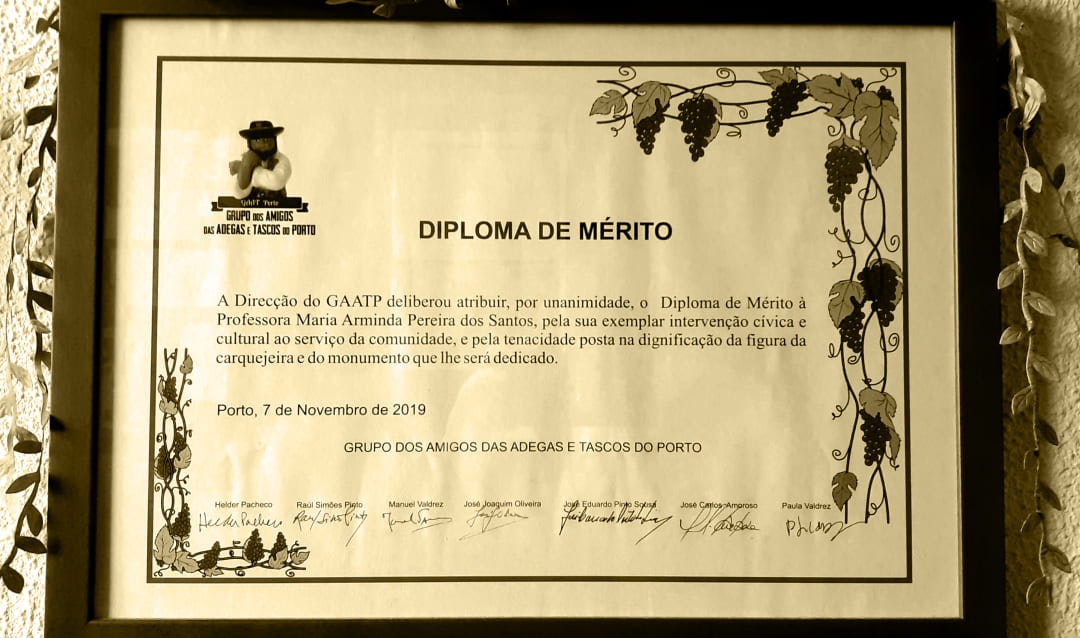 GAAPT Porto
GRUPO DOS AMIGOS
DAS ADEGAS E TASCOS DO PORTO
DIPLOMA DE MÉRITO
A Direcção do GAATP deliberou atribuir, por unanimidade, o Diploma de Mérito à
Professora Maria Arminda Pereira dos Santos, pela sua exemplar intervenção cívica e
cultural ao serviço da comunidade, e pela tenacidade posta na dignificação da figura da
carquejeira e do monumento que lhe será dedicado.
Porto, 7 de Novembro de 2019
GRUPO DOS AMIGOS DAS ADEGAS E TASCOS DO PORTO
Helder Pacheco Raúl Simões Pinto Manuel Valdrez José Joaquim Oliveira José Eduardo Pinto Sousa José Carlos Amoroso Paula Valdrez
Helder Pacheco